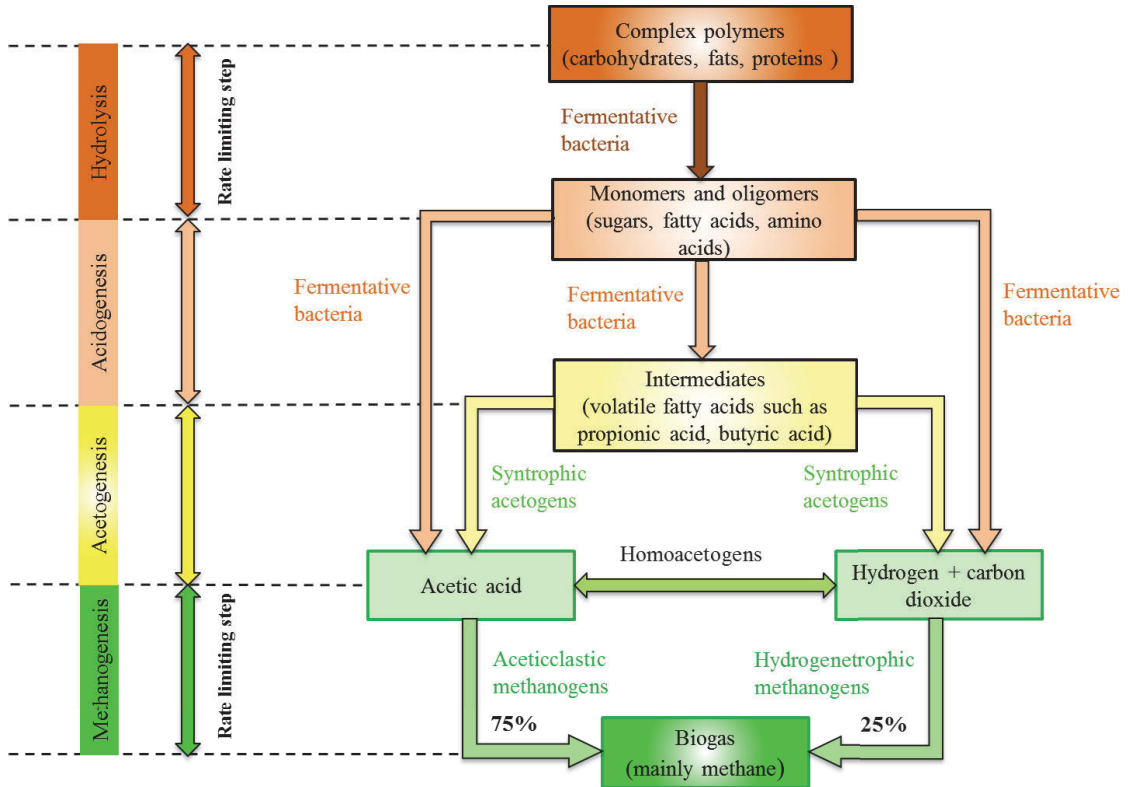 Complex polymers
(carbohydrates, fats, proteins )
Hydrolysis
Rate limiting step
Fermentative
bacteria
Monomers and oligomers
(sugars, fatty acids, amino
acids)
Acidogenesis
Fermentative
bacteria
Fermentative
bacteria
Fermentative
bacteria
Intermediates
(volatile fatty acids such as
propionic acid, butyric acid)
Acetogenesis
Syntrophic
acetogens
Syntrophic
acetogens
Acetic acid
Homoacetogens
Hydrogen + carbon
dioxide
Methanogenesis
Rate limiting step
Aceticclastic
methanogens
75%
Hydrogenetrophic
methanogens
25%
Biogas
(mainly methane)